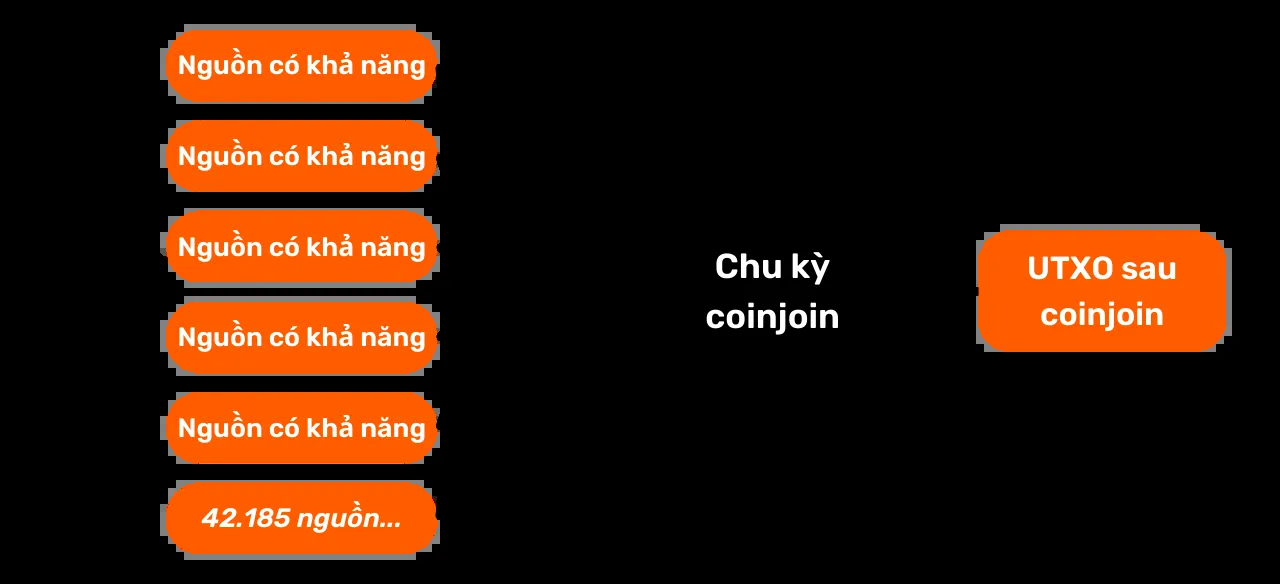 Nguồn có khả năng
Nguồn có khả năng
Nguồn có khả năng
Nguồn có khả năng
Nguồn có khả năng
42.185 nguồn...
Chu kỳ
coinjoin
UTXO sau
coinjoin